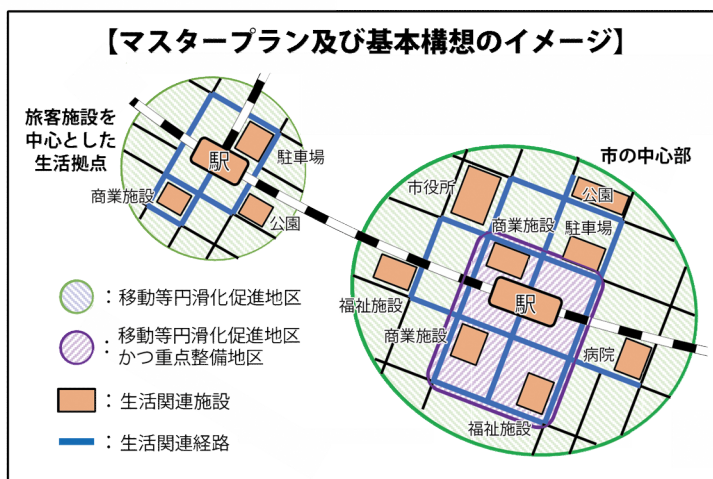 【マスタープラン及び基本構想のイメージ】
旅客施設を
中心とした
生活拠点
駅
駐車場
商業施設
公園
市の中心部
市役所
公園
商業施設
駐車場
福祉施設
駅
商業施設
病院
福祉施設
：移動等円滑化促進地区
：移動等円滑化促進地区
かつ重点整備地区
：生活関連施設
：生活関連経路